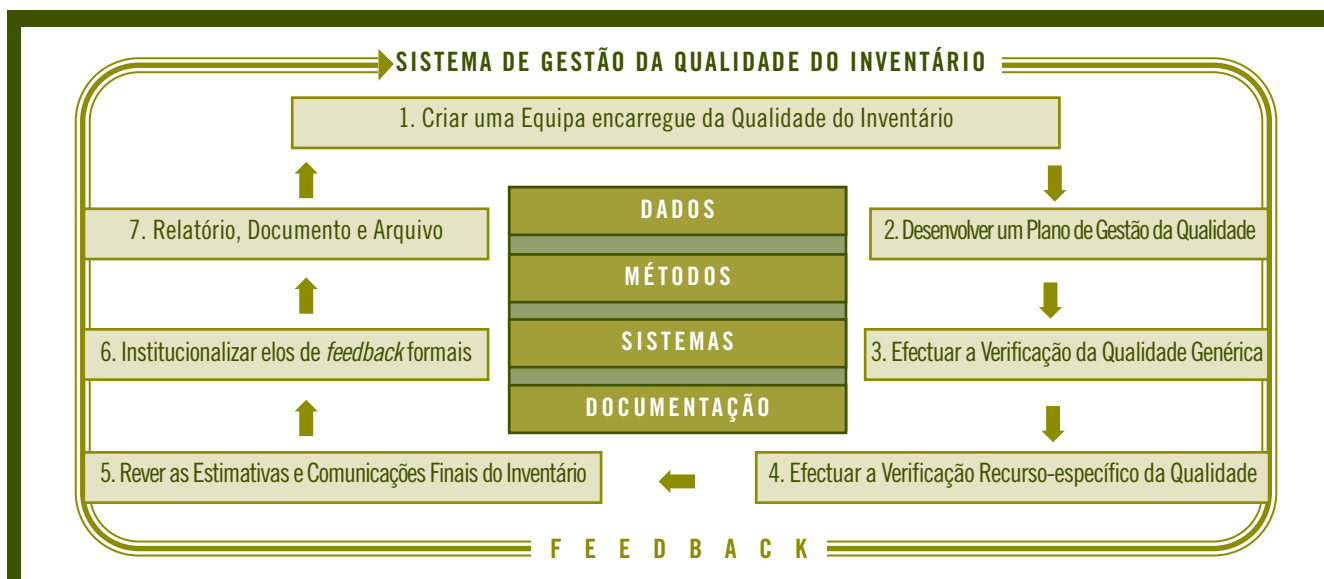 SISTEMA DE GESTÃO DA QUALIDADE DO INVENTÁRIO
1. Criar uma Equipa encarregue da Qualidade do Inventário
2. Desenvolver um Plano de Gestão da Qualidade
3. Efectuar a Verificação da Qualidade Genérica
4. Efectuar a Verificação Recurso-específico da Qualidade
5. Rever as Estimativas e Comunicações Finais do Inventário
6. Institucionalizar elos de feedback formais
7. Relatório, Documento e Arquivo
DADOS
MÉTODOS
SISTEMAS
DOCUMENTAÇÃO
FEEDBACK